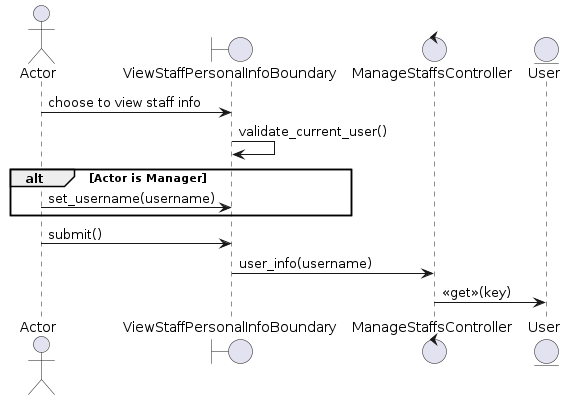 Actor ViewStaffPersonalInfoBoundary ManageStaffsController User
choose to view staff info
validate_current_user()
alt [Actor is Manager]
set_username(username)
submit()
user_info(username)
«get»(key)
Actor ViewStaffPersonalInfoBoundary ManageStaffsController User